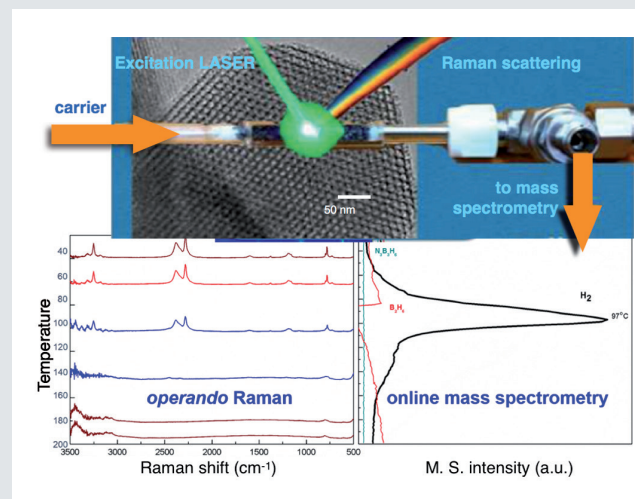 Excitation LASER
Raman scattering
carrier
50 nm
to mass
spectrometry
Temperature
40
60
80
100
120
140
160
180
200
operando Raman
3500 3000 2500 2000 1500 1000 500
Raman shift (cm-1)
H2
97°C
online mass spectrometry
M. S. intensity (a.u.)